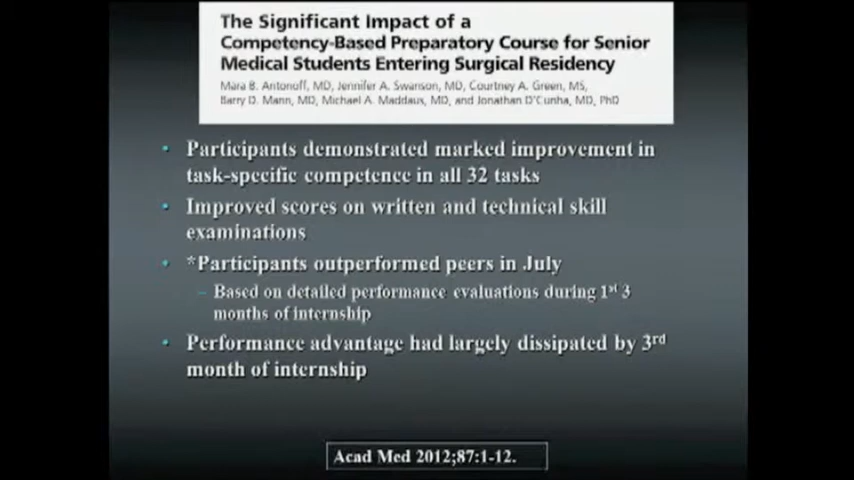 The Significant Impact of a
Competency-Based Preparatory Course for Senior
Medical Students Entering Surgical Residency
Mara B. Antonoff, MD, Jennifer A. Swanson, MD, Courtney A. Green, MS,
Barry D. Mann, MD, Michael A. Maddaus, MD, and Jonathan D'Cunha, MD, PhD
• Participants demonstrated marked improvement in
task-specific competence in all 32 tasks
• Improved scores on written and technical skill
examinations
• *Participants outperformed peers in July
– Based on detailed performance evaluations during 1st 3
months of internship
• Performance advantage had largely dissipated by 3rd
month of internship
Acad Med 2012;87:1-12.